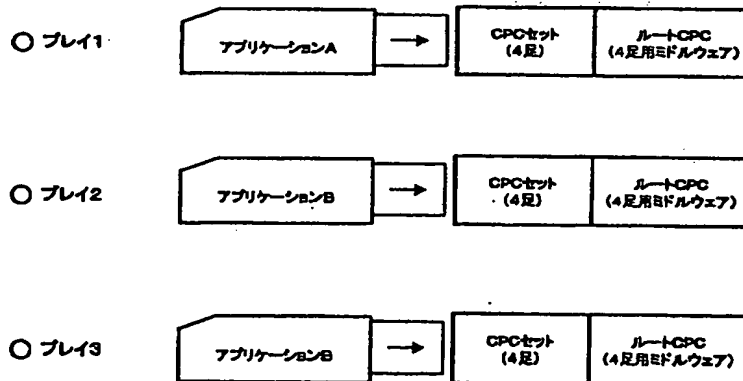 ○ プレイ1
アプリケーションA
→
CPCセット
(4足)
ルートCPC
(4足用ミドルウェア)
○ プレイ2
アプリケーションB
→
CPCセット
(4足)
ルートCPC
(4足用ミドルウェア)
○ プレイ3
アプリケーションB
→
CPCセット
(4足)
ルートCPC
(4足用ミドルウェア)